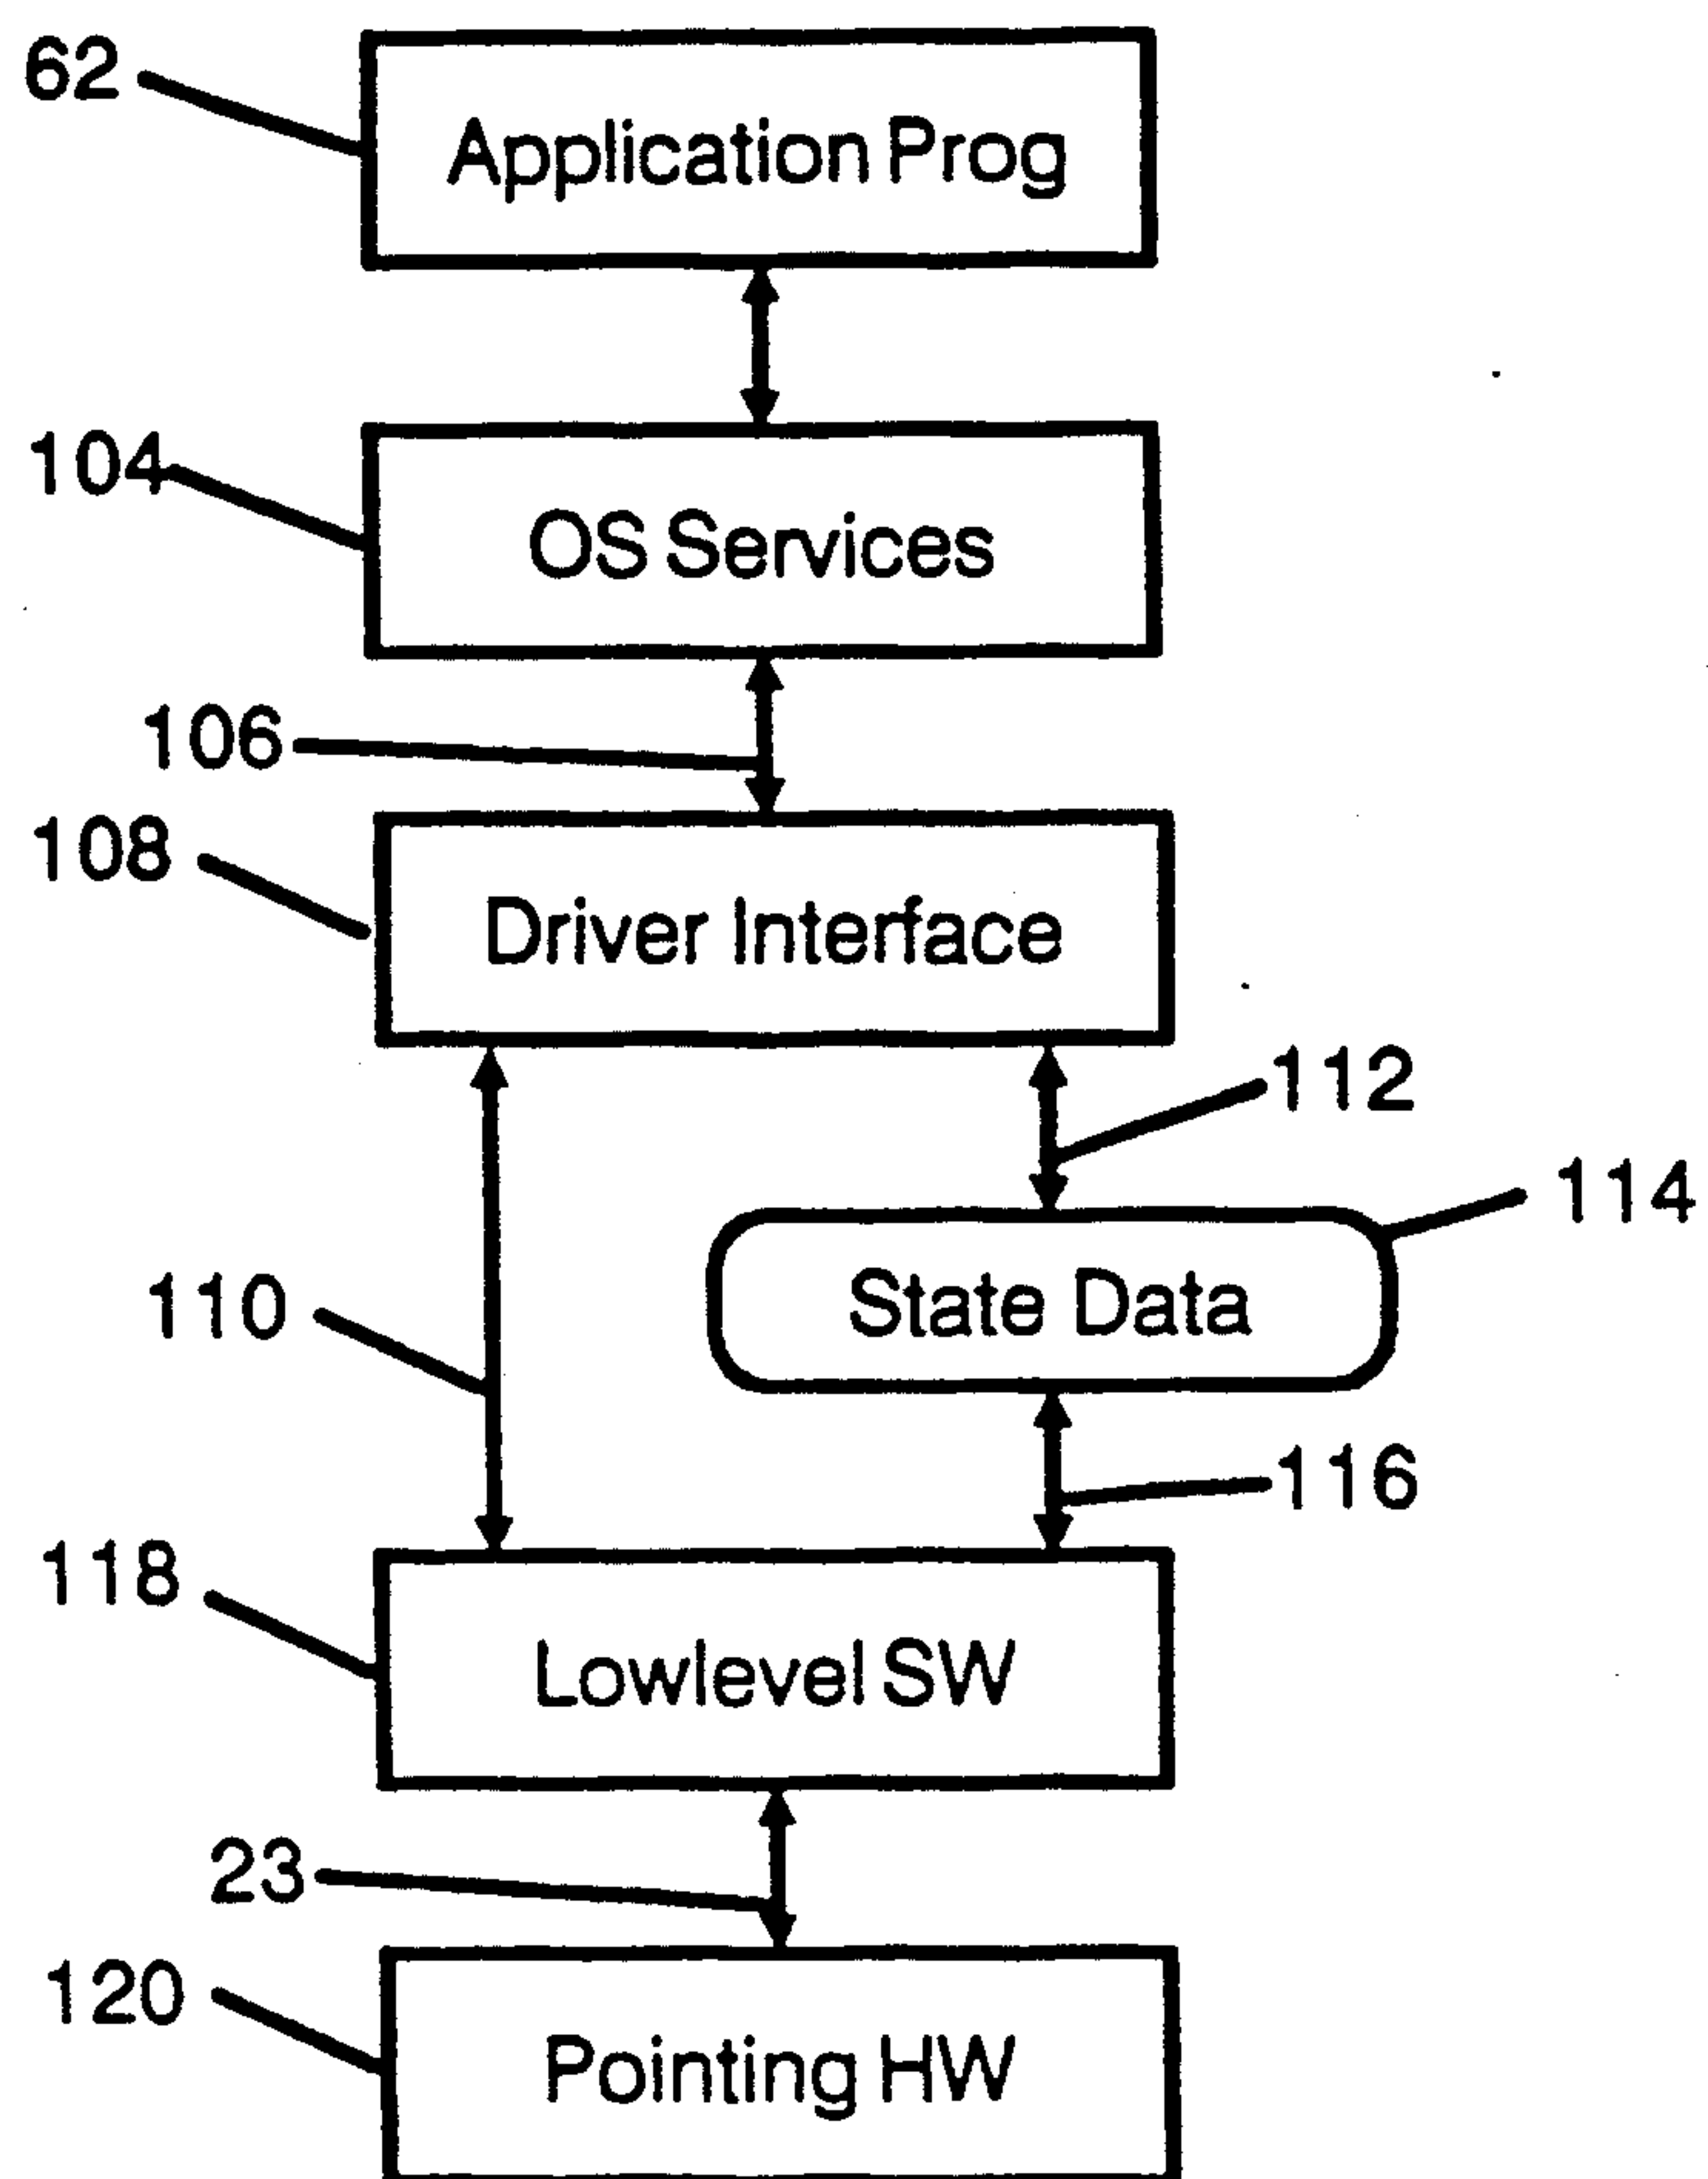 62
Application Prog
104
OS Services
106
108
Driver Interface
112
114
State Data
110
116
118
Lowlevel SW
23
120
Pointing HW